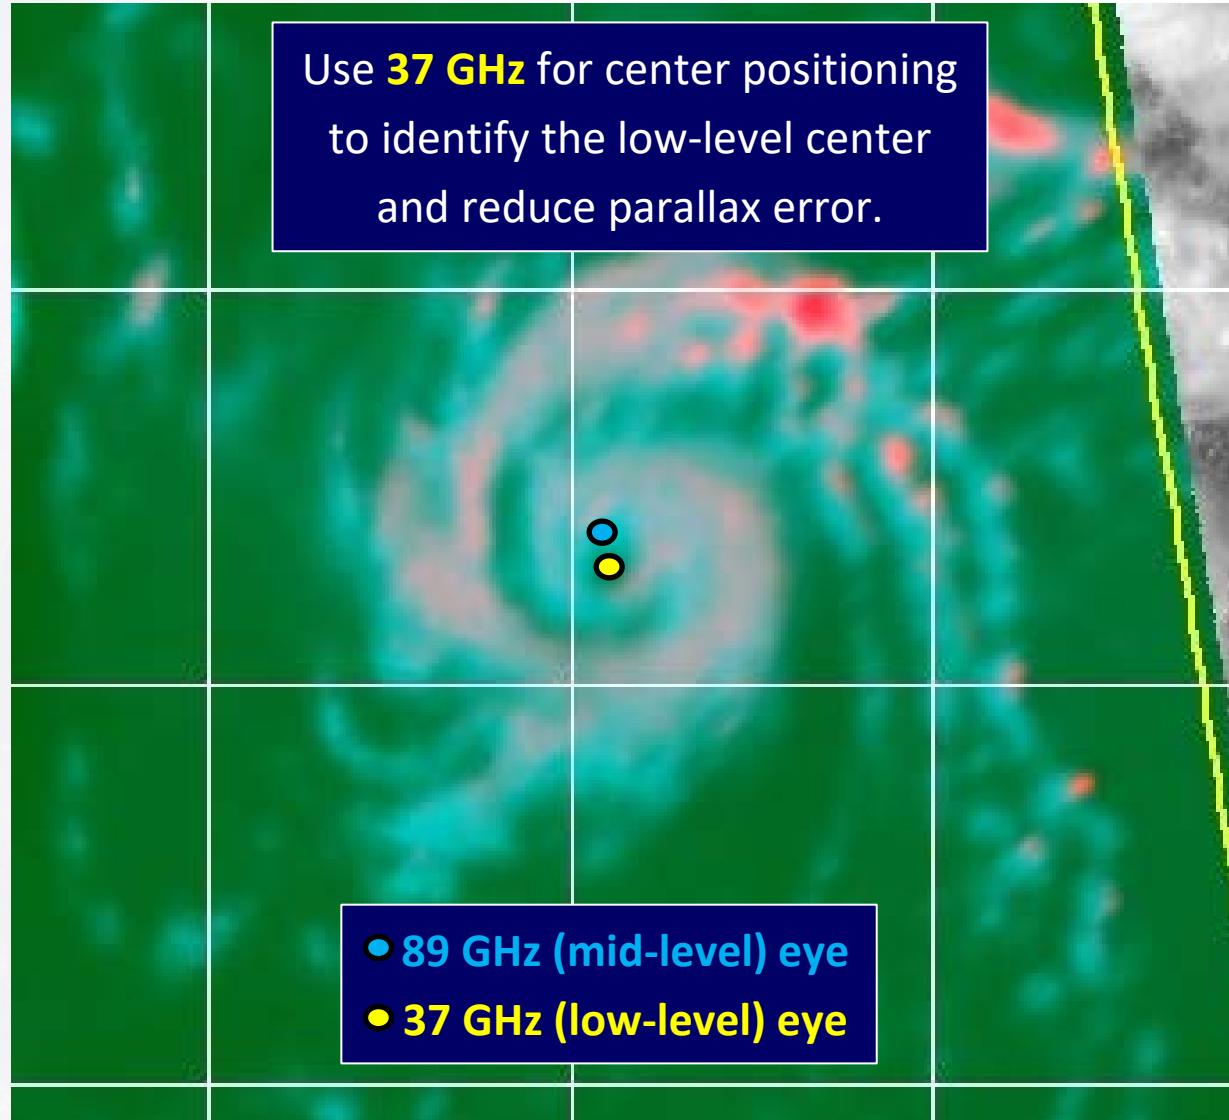 Use 37 GHz for center positioning
to identify the low-level center
and reduce parallax error.
89 GHz (mid-level) eye
37 GHz (low-level) eye